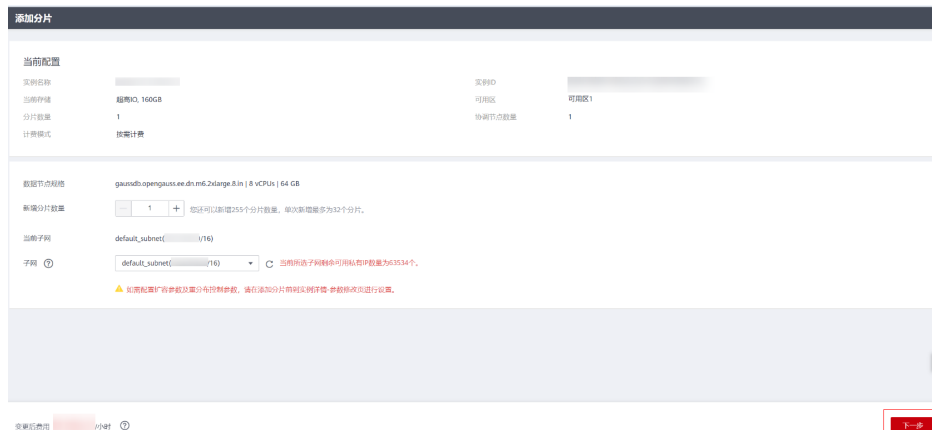 添加分片
当前配置
实例名称
实例ID
当前存储 超高IO, 160GB
可用区 可用区1
分片数量 1
协调节点数量 1
计费模式 按需计费
数据节点规格 gaussdb.opengauss.ee.dn.m6.2xlarge.8.in | 8 vCPUs | 64 GB
新增分片数量 — 1 + 您还可以新增255个分片数量，单次新增最多为32个分片。
当前子网 default_subnet( /16)
子网 ? default_subnet( /16) 当前所选子网剩余可用私有IP数量为63534个。
如需配置扩容参数及重分布控制参数，请在添加分片前到实例详情-参数修改页进行设置。
变更后费用 /小时 ?
下一步